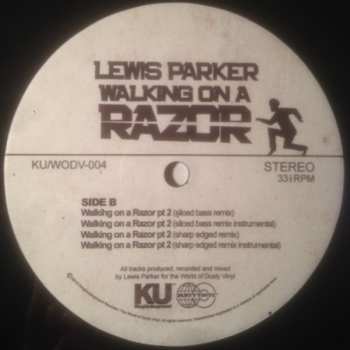 LEWIS PARKER
WALKING ON A
RAZOR
KU/WODV-004
STEREO
33⅓RPM
SIDE B
Walking on a Razor pt 2 (sliced bass remix)
Walking on a Razor pt 2 (sliced bass remix instrumental)
Walking on a Razor pt 2 (sharp edged remix)
Walking on a Razor pt 2 (sharp edged remix instrumental)
All tracks produced, recorded and mixed
by Lewis Parker for the World of Dusty Vinyl
KU